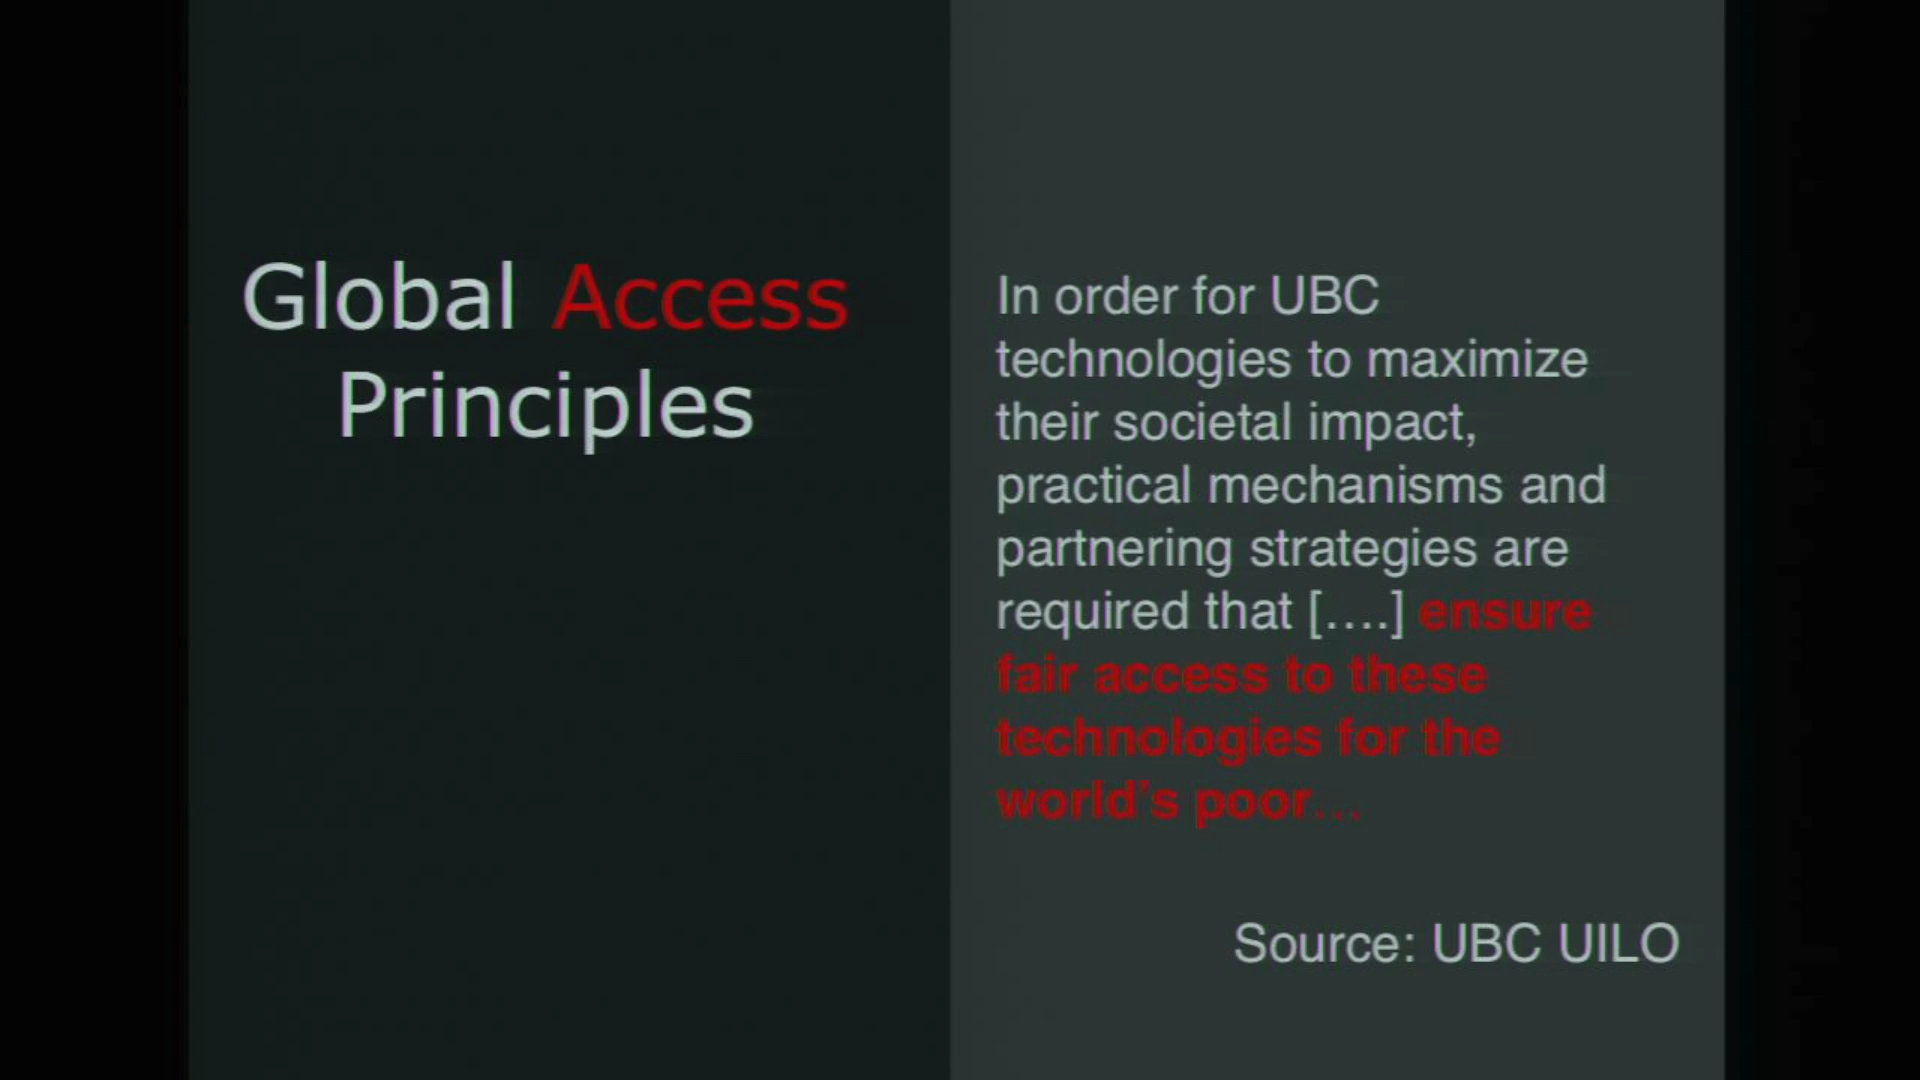 Global Access
Principles
In order for UBC
technologies to maximize
their societal impact,
practical mechanisms and
partnering strategies are
required that [....] ensure
fair access to these
technologies for the
world's poor...
Source: UBC UILO